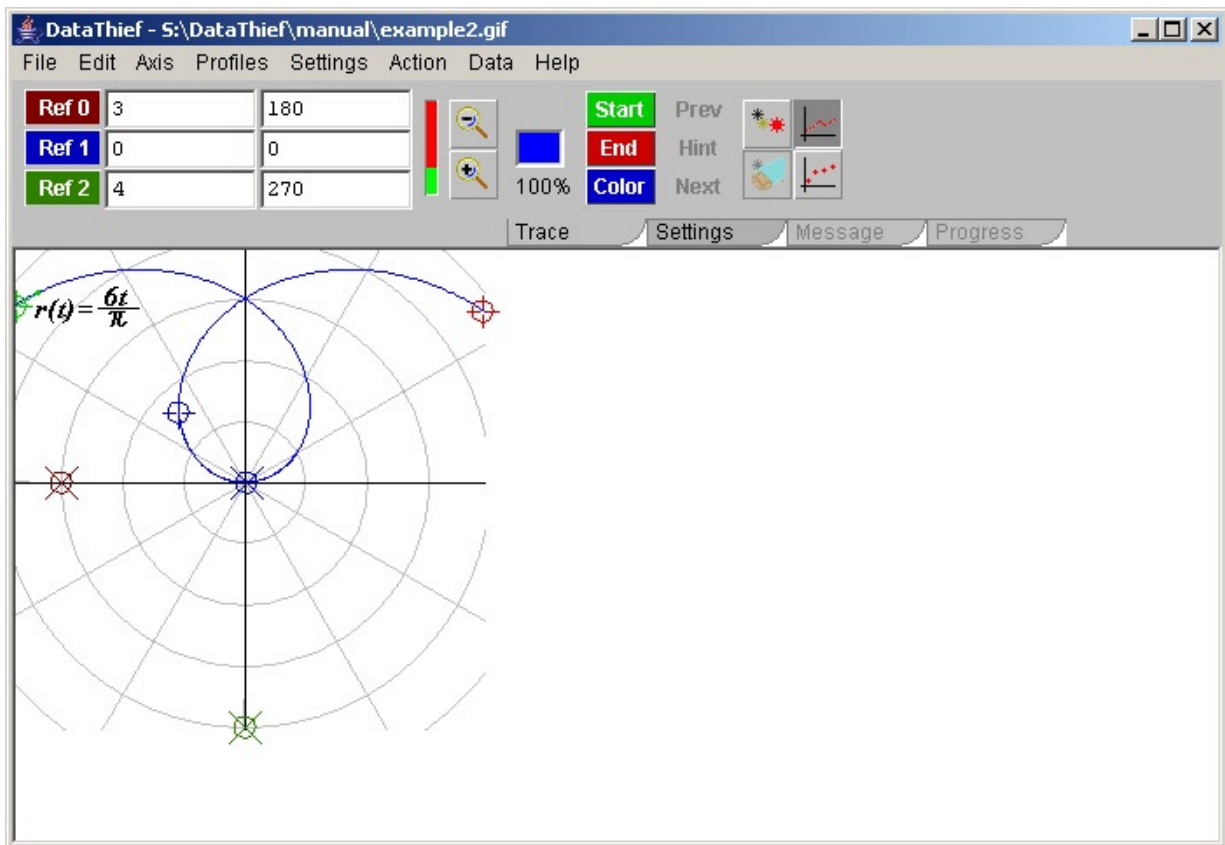 DataThief - S:\DataThief\manual\example2.gif
File Edit Axis Profiles Settings Action Data Help
Ref 0 3 180 Start Prev
Ref 1 0 0 End Hint
Ref 2 4 270 100% Color Next
Trace Settings Message Progress
r(t)=6t/π